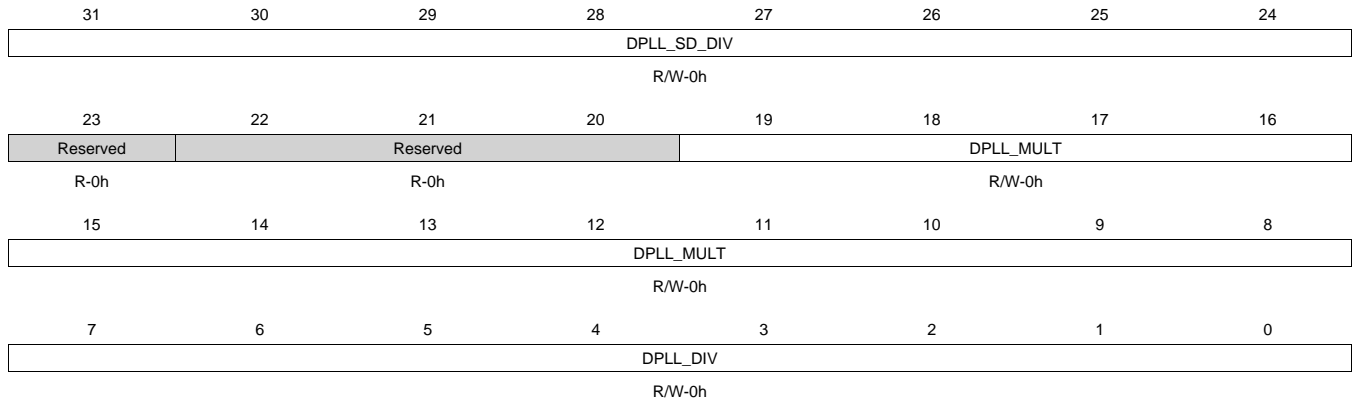 31 30 29 28 27 26 25 24
DPLL_SD_DIV
R/W-0h
23 22 21 20 19 18 17 16
Reserved Reserved DPLL_MULT
R-0h R-0h R/W-0h
15 14 13 12 11 10 9 8
DPLL_MULT
R/W-0h
7 6 5 4 3 2 1 0
DPLL_DIV
R/W-0h